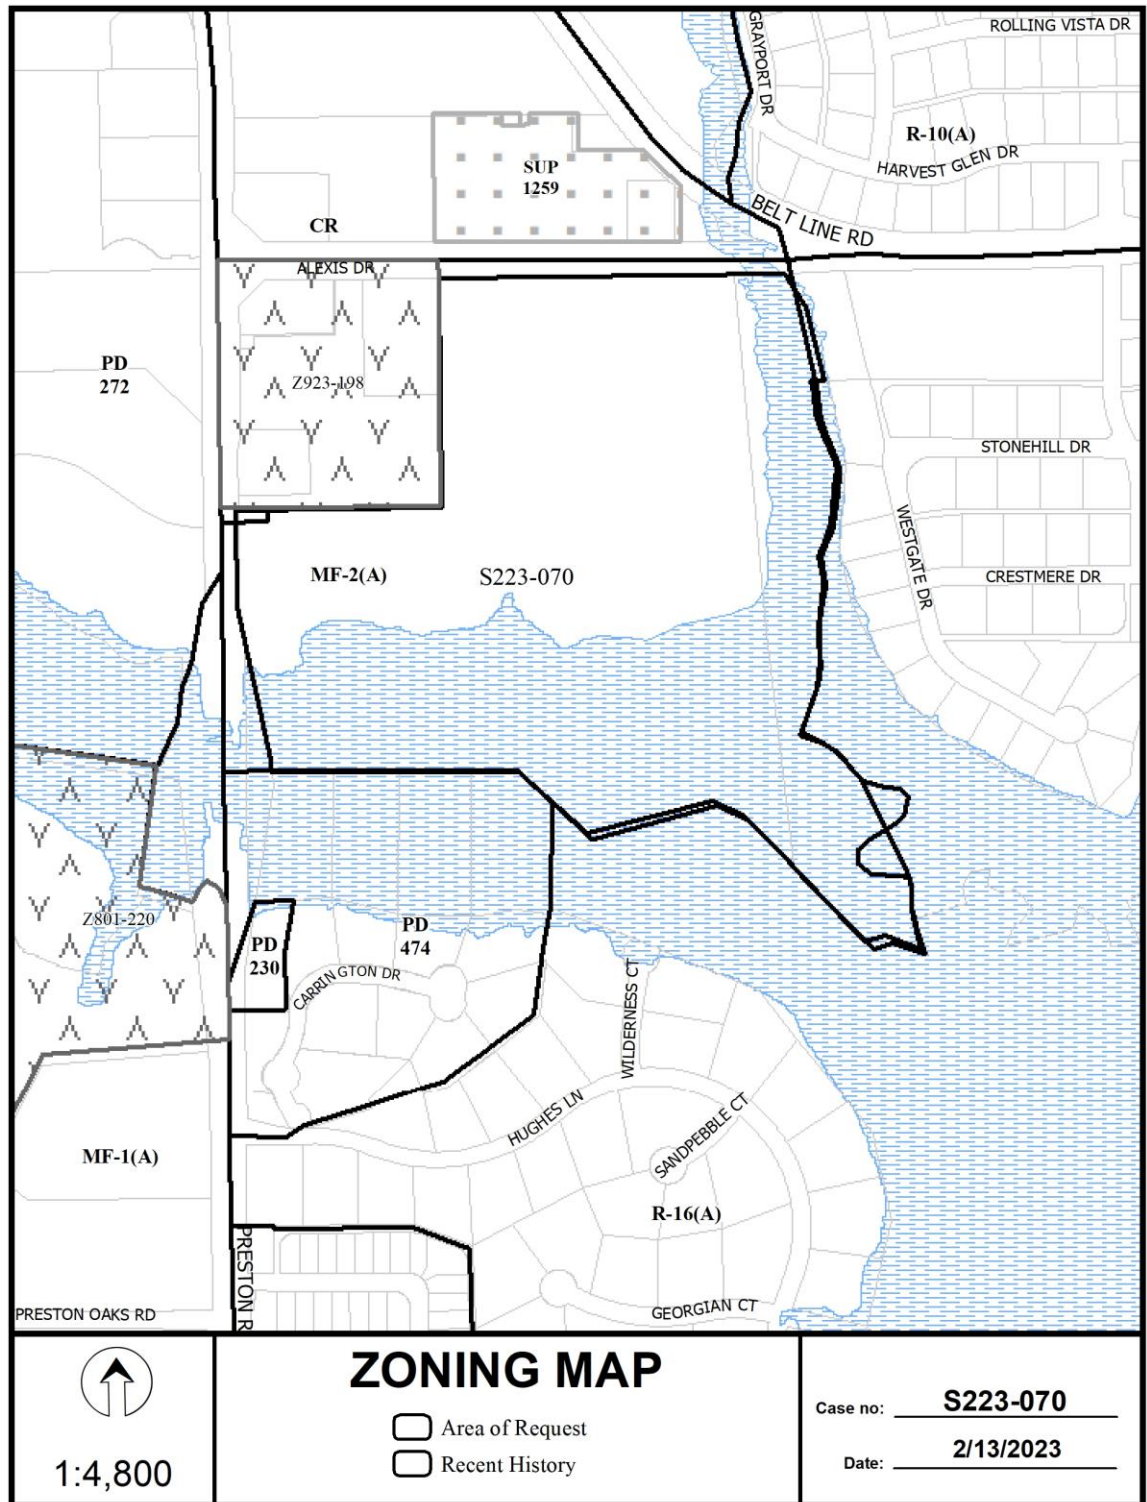 ROLLING VISTA DR
GRAYPORT DR
R-10(A)
HARVEST GLEN DR
SUP
1259
BELT LINE RD
CR
ALEXIS DR
PD
272
Z923-198
STONEHILL DR
WESTGATE DR
MF-2(A)
S223-070
CRESTMERE DR
Z801-220
PD
474
PD
230
CARRINGTON DR
WILDERNESS CT
HUGHES LN
SANDPEBBLE CT
MF-1(A)
R-16(A)
PRESTON R
GEORGIAN CT
PRESTON OAKS RD
1:4,800
ZONING MAP
Area of Request
Recent History
Case no: S223-070
Date: 2/13/2023